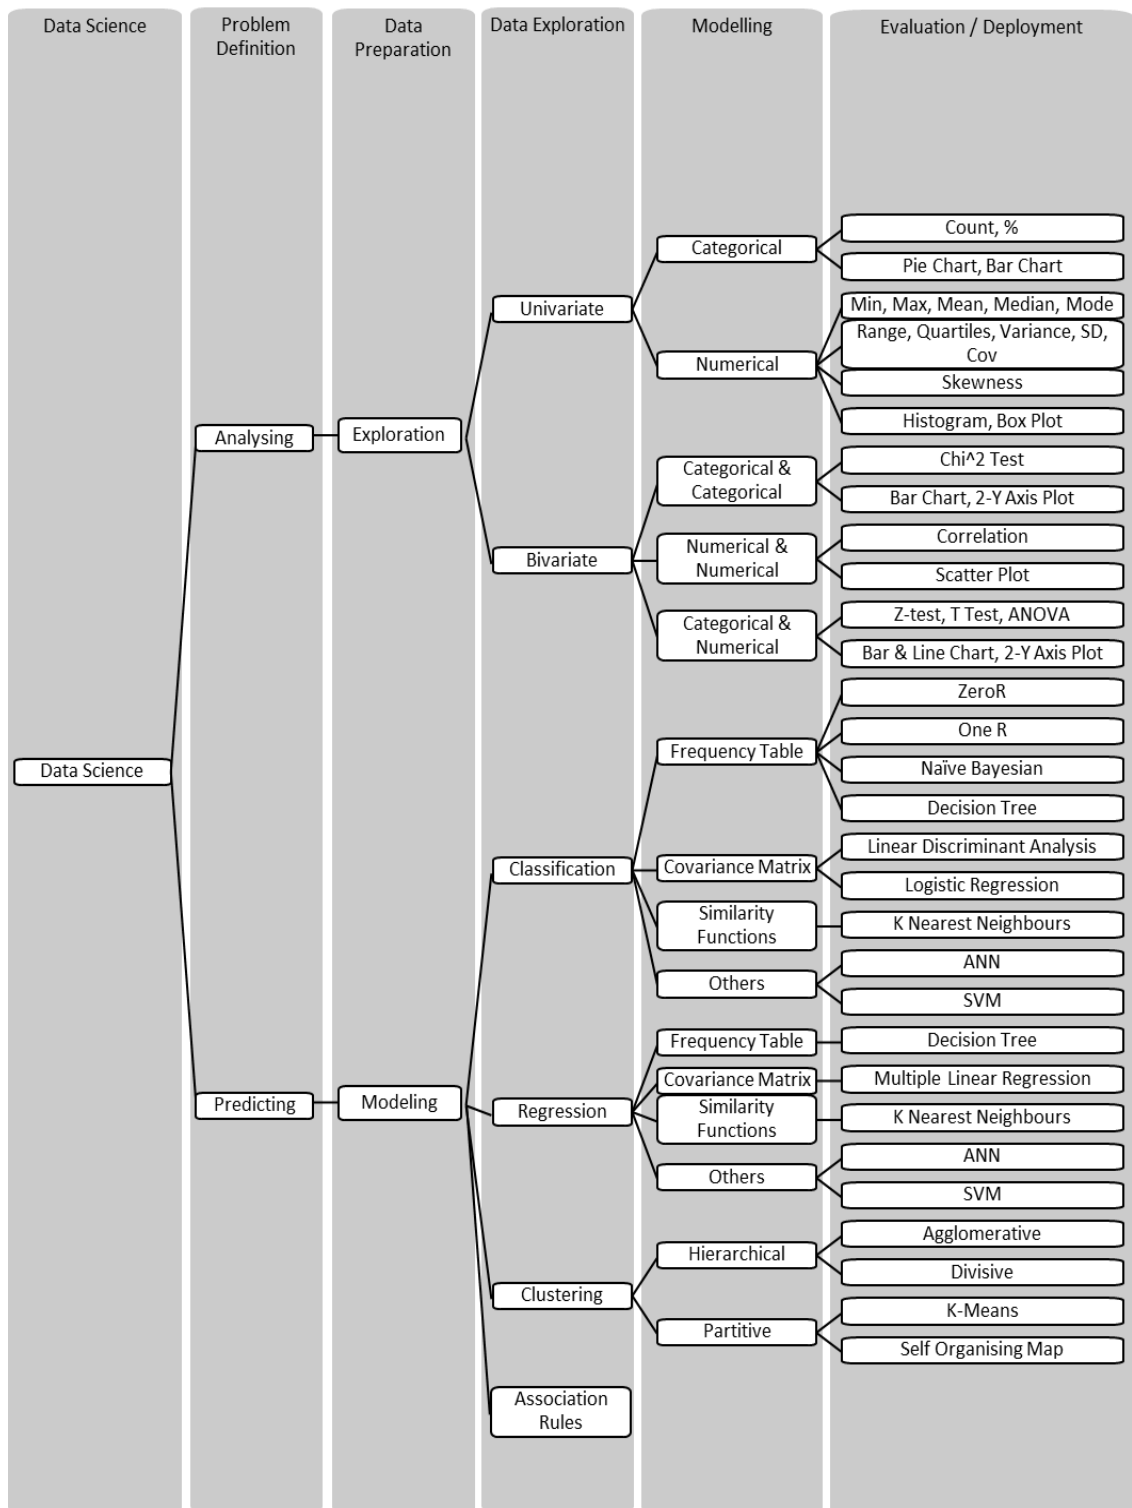 Data Science
Problem
Definition
Data
Preparation
Data Exploration
Modelling
Evaluation / Deployment
Data Science
Analysing
Exploration
Univariate
Categorical
Count, %
Pie Chart, Bar Chart
Numerical
Min, Max, Mean, Median, Mode
Range, Quartiles, Variance, SD,
Cov
Skewness
Histogram, Box Plot
Bivariate
Categorical &
Categorical
Chi^2 Test
Bar Chart, 2-Y Axis Plot
Numerical &
Numerical
Correlation
Scatter Plot
Categorical &
Numerical
Z-test, T Test, ANOVA
Bar & Line Chart, 2-Y Axis Plot
Predicting
Modeling
Classification
Frequency Table
ZeroR
One R
Naïve Bayesian
Decision Tree
Covariance Matrix
Linear Discriminant Analysis
Logistic Regression
Similarity
Functions
K Nearest Neighbours
Others
ANN
SVM
Regression
Frequency Table
Decision Tree
Covariance Matrix
Multiple Linear Regression
Similarity
Functions
K Nearest Neighbours
Others
ANN
SVM
Clustering
Hierarchical
Agglomerative
Divisive
Partitive
K-Means
Self Organising Map
Association
Rules